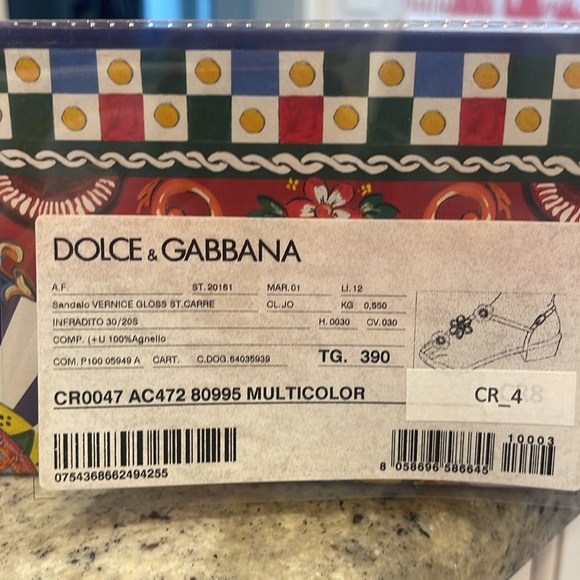 DOLCE & GABBANA
A.F. ST.20161 MAR.01 LI.12
Sandalo VERNICE GLOSS ST.CARRE CL.JO KG 0,550
INFRADITO 30/20S H.0030 CV.030
COMP. (+U 100%Agnello
COM. P100 05949 A CART. C.DOG.64035939 TG. 390
CR0047 AC472 80995 MULTICOLOR
CR_4
0754368662494255
8 058696 586645
10003